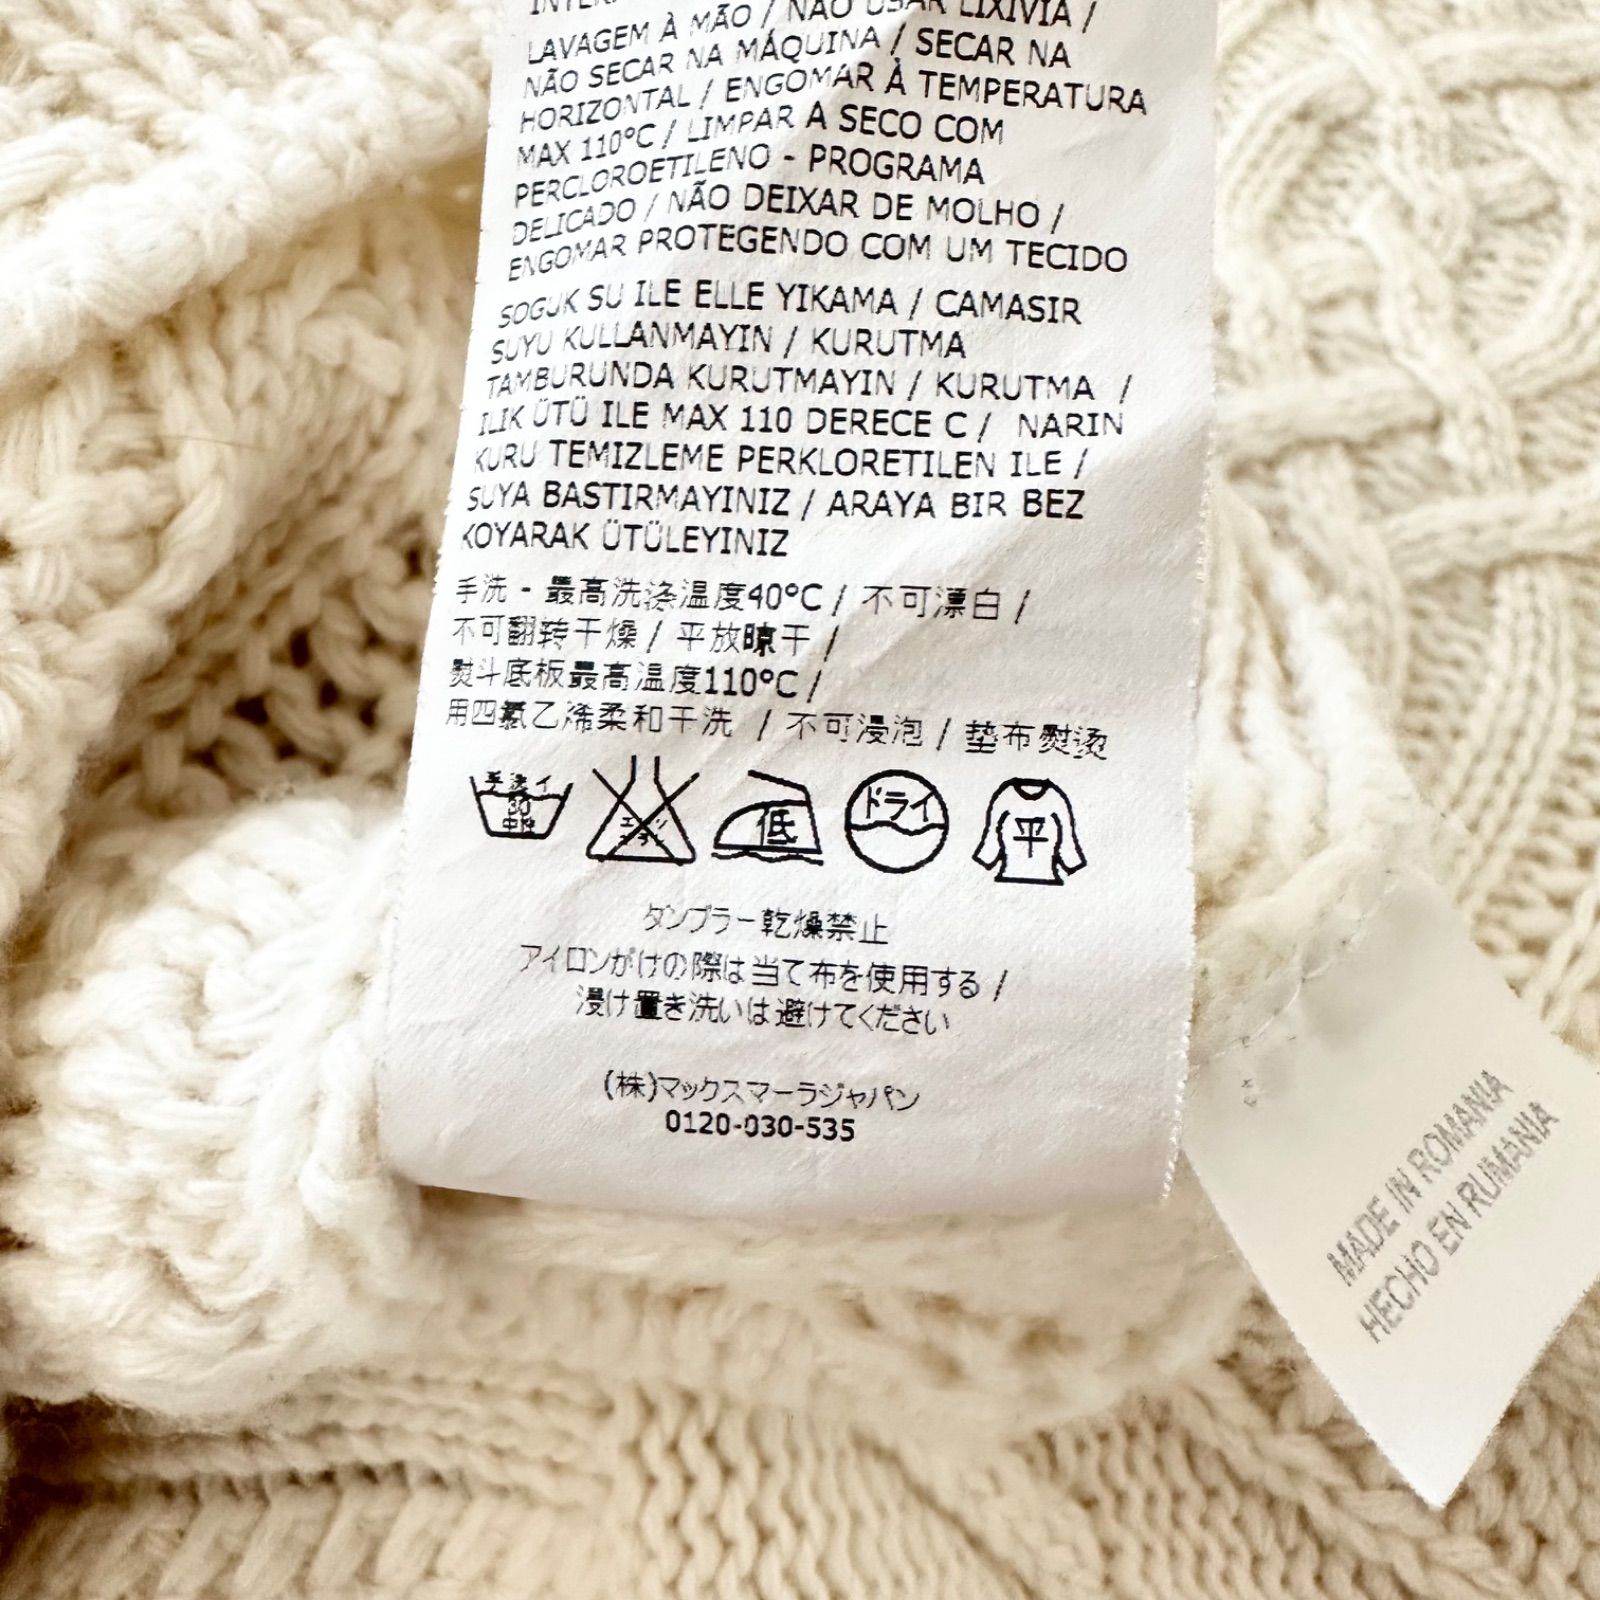 LAVAGEM À MÃO / NÃO USAR LIXIVIA /
NÃO SECAR NA MÁQUINA / SECAR NA
HORIZONTAL / ENGOMAR À TEMPERATURA
MAX 110°C / LIMPAR A SECO COM
PERCLOROETILENO - PROGRAMA
DELICADO / NÃO DEIXAR DE MOLHO /
ENGOMAR PROTEGENDO COM UM TECIDO
SOGUK SU ILE ELLE YIKAMA / CAMASIR
SUYU KULLANMAYIN / KURUTMA
TAMBURUNDA KURUTMAYIN / KURUTMA /
ILIK ÜTÜ ILE MAX 110 DERECE C / NARIN
KURU TEMIZLEME PERKLORETILEN ILE /
SUYA BASTIRMAYINIZ / ARAYA BIR BEZ
KOYARAK ÜTÜLEYINIZ
手洗 - 最高洗涤温度40°C / 不可漂白 /
不可翻转干燥 / 平放晾干 /
熨斗底板最高温度110°C /
用四氯乙烯柔和干洗 / 不可浸泡 / 垫布熨烫
手洗イ
30
中性
低
ドライ
平
タンブラー乾燥禁止
アイロンがけの際は当て布を使用する /
浸け置き洗いは避けてください
(株)マックスマーラジャパン
0120-030-535
MADE IN ROMANIA
HECHO EN RUMANIA